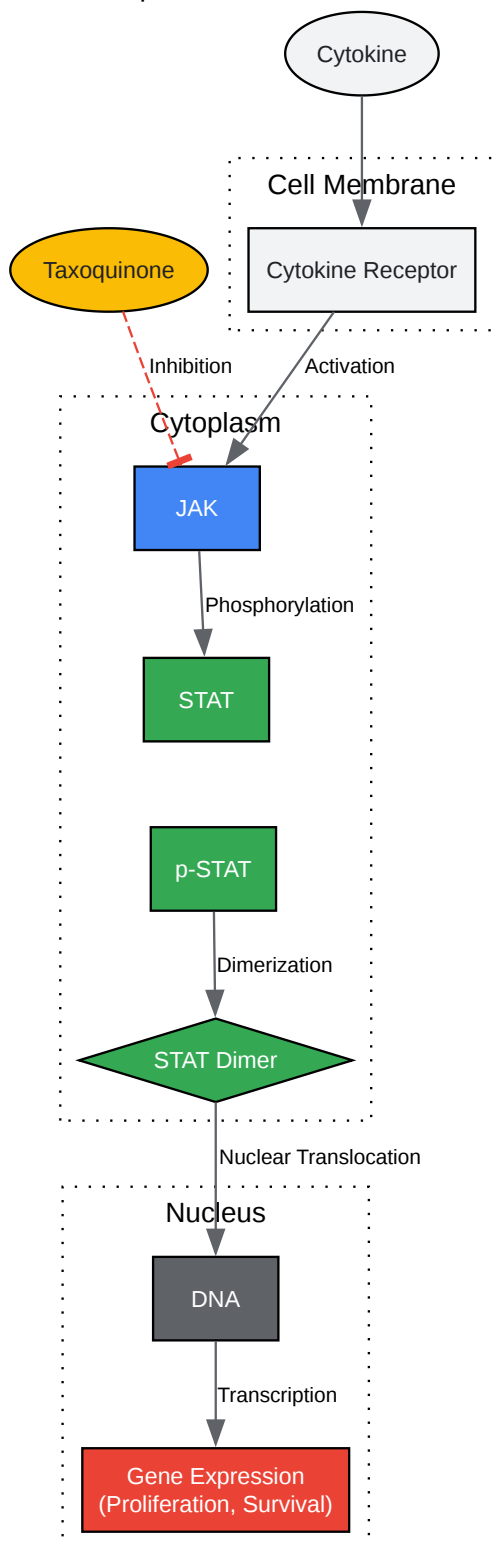 Cytokine
Cell Membrane
Cytokine Receptor
Taxoquinone
Inhibition
Activation
Cytoplasm
JAK
Phosphorylation
STAT
p-STAT
Dimerization
STAT Dimer
Nuclear Translocation
Nucleus
DNA
Transcription
Gene Expression
(Proliferation, Survival)